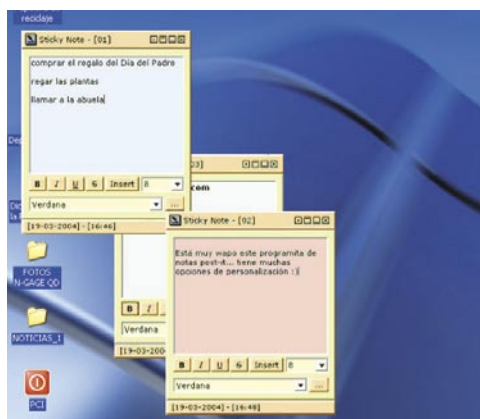 reciclaje
Sticky Note - [01]
comprar el regalo del Dia del Padre
regar las plantas
llamar a la abuela
B I U S Insert 8
Verdana ...
[19-03-2004] - [16:46]
03]
com
B I
Verdana
[19-03-200
Sticky Note - [02]
Está muy wapo este programita de
notas post-it... tiene muchas
opciones de personalización :)
B I U S Insert 8
Verdana ...
[19-03-2004] - [16:48]
FOTOS
N-GAGE QD
NOTICIAS_1
PCI